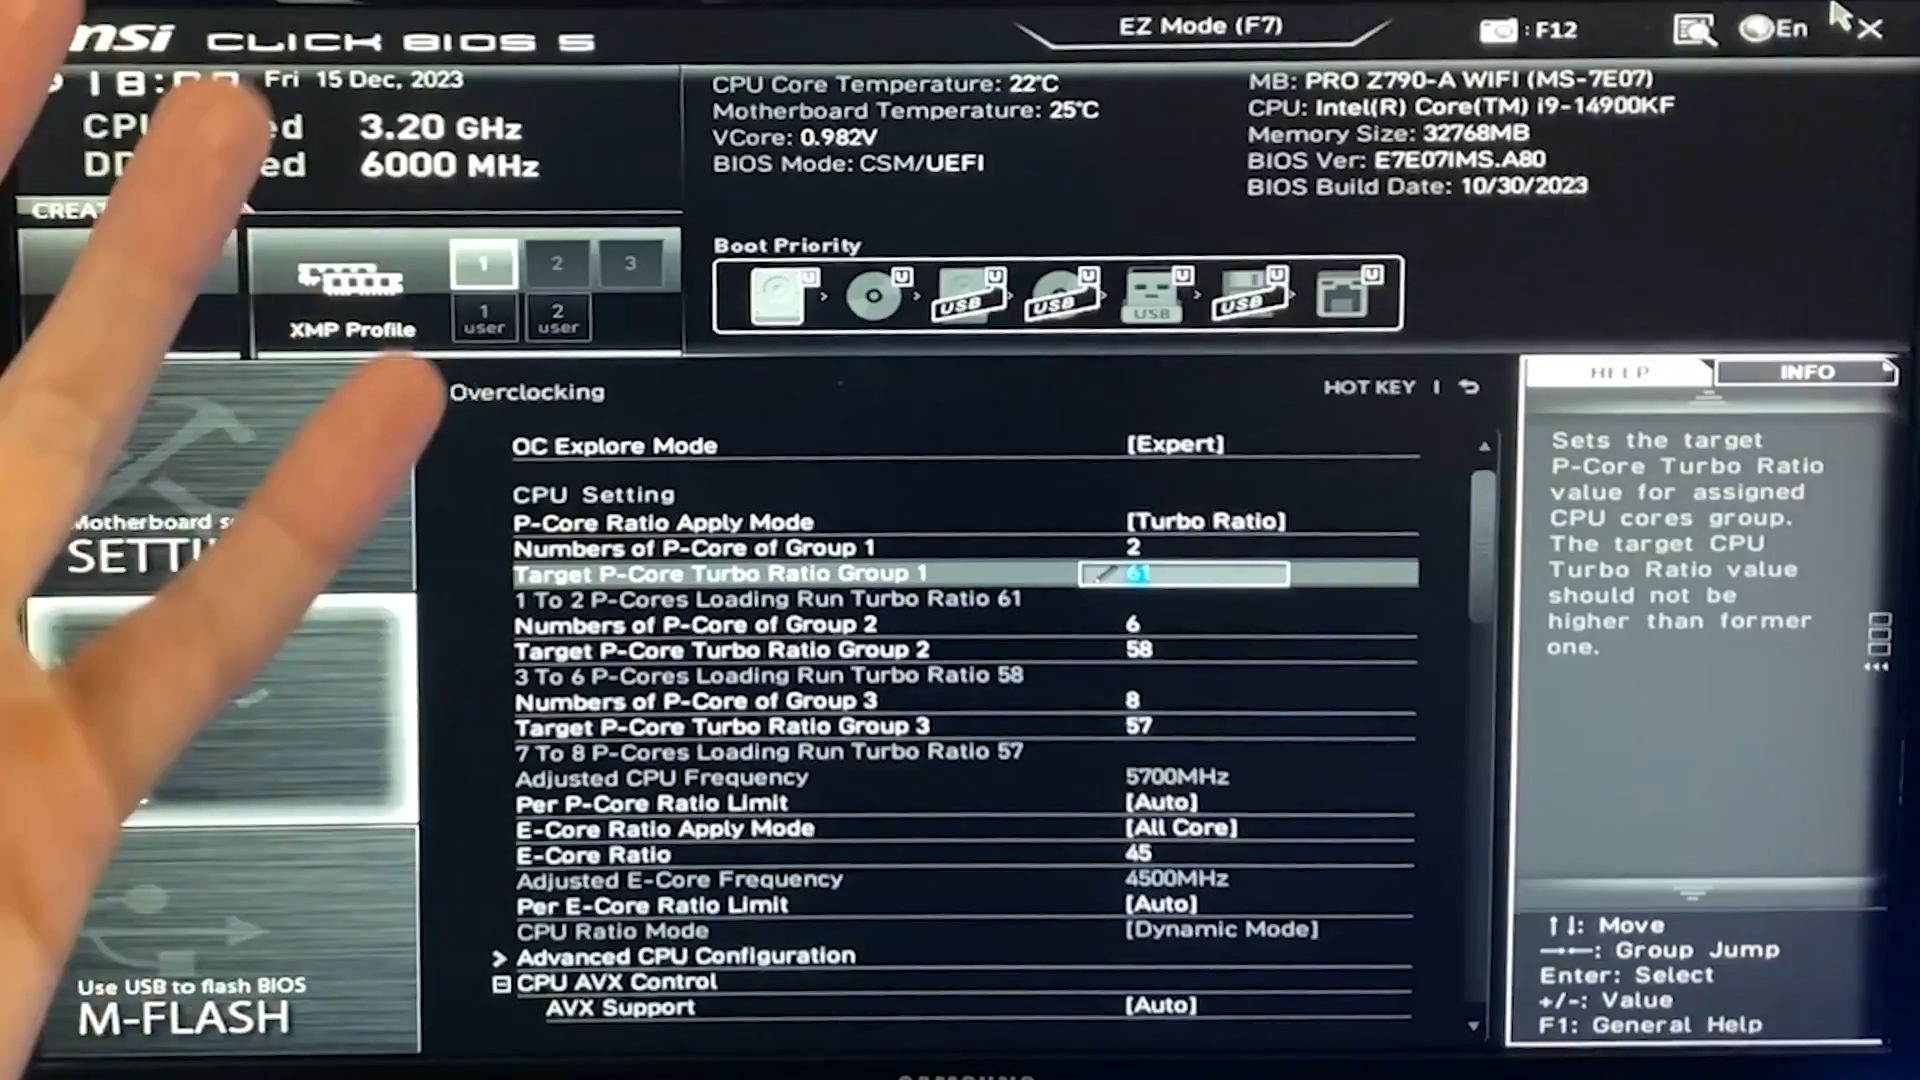 msi CLICK BIOS 5
EZ Mode (F7)
: F12
En
Fri 15 Dec, 2023
3.20 GHz
6000 MHz
CPU Core Temperature: 22°C
Motherboard Temperature: 25°C
VCore: 0.982V
BIOS Mode: CSM/UEFI
MB: PRO Z790-A WIFI (MS-7E07)
CPU: Intel(R) Core(TM) i9-14900KF
Memory Size: 32768MB
BIOS Ver: E7E07IMS.A80
BIOS Build Date: 10/30/2023
XMP Profile
1 2 3
1 user
2 user
Boot Priority
U U U U U U U
USB USB USB USB
Motherboard
Use USB to flash BIOS
M-FLASH
Overclocking
HOT KEY
OC Explore Mode [Expert]
CPU Setting
P-Core Ratio Apply Mode [Turbo Ratio]
Numbers of P-Core of Group 1 2
Target P-Core Turbo Ratio Group 1 61
1 To 2 P-Cores Loading Run Turbo Ratio 61
Numbers of P-Core of Group 2 6
Target P-Core Turbo Ratio Group 2 58
3 To 6 P-Cores Loading Run Turbo Ratio 58
Numbers of P-Core of Group 3 8
Target P-Core Turbo Ratio Group 3 57
7 To 8 P-Cores Loading Run Turbo Ratio 57
Adjusted CPU Frequency 5700MHz
Per P-Core Ratio Limit [Auto]
E-Core Ratio Apply Mode [All Core]
E-Core Ratio 45
Adjusted E-Core Frequency 4500MHz
Per E-Core Ratio Limit [Auto]
CPU Ratio Mode [Dynamic Mode]
Advanced CPU Configuration
CPU AVX Control
AVX Support [Auto]
HELP
INFO
Sets the target
P-Core Turbo Ratio
value for assigned
CPU cores group.
The target CPU
Turbo Ratio value
should not be
higher than former
one.
↑↓: Move
→←: Group Jump
Enter: Select
+/-: Value
F1: General Help